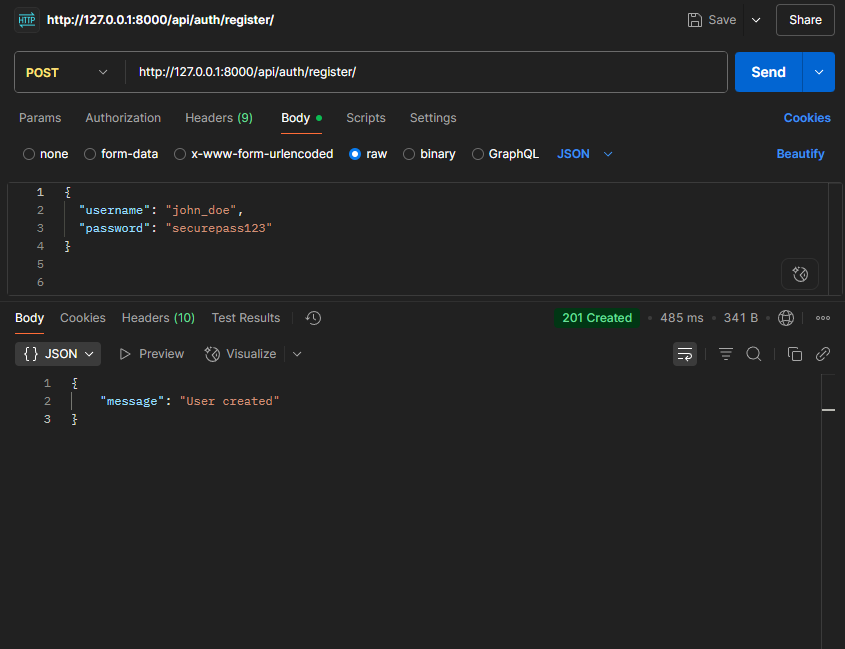 HTTP http://127.0.0.1:8000/api/auth/register/ Save Share
POST http://127.0.0.1:8000/api/auth/register/ Send
Params Authorization Headers (9) Body Scripts Settings Cookies
none form-data x-www-form-urlencoded raw binary GraphQL JSON Beautify
1 {
2 "username": "john_doe",
3 "password": "securepass123"
4 }
5
6
Body Cookies Headers (10) Test Results 201 Created • 485 ms • 341 B •
{} JSON Preview Visualize
1 {
2 "message": "User created"
3 }